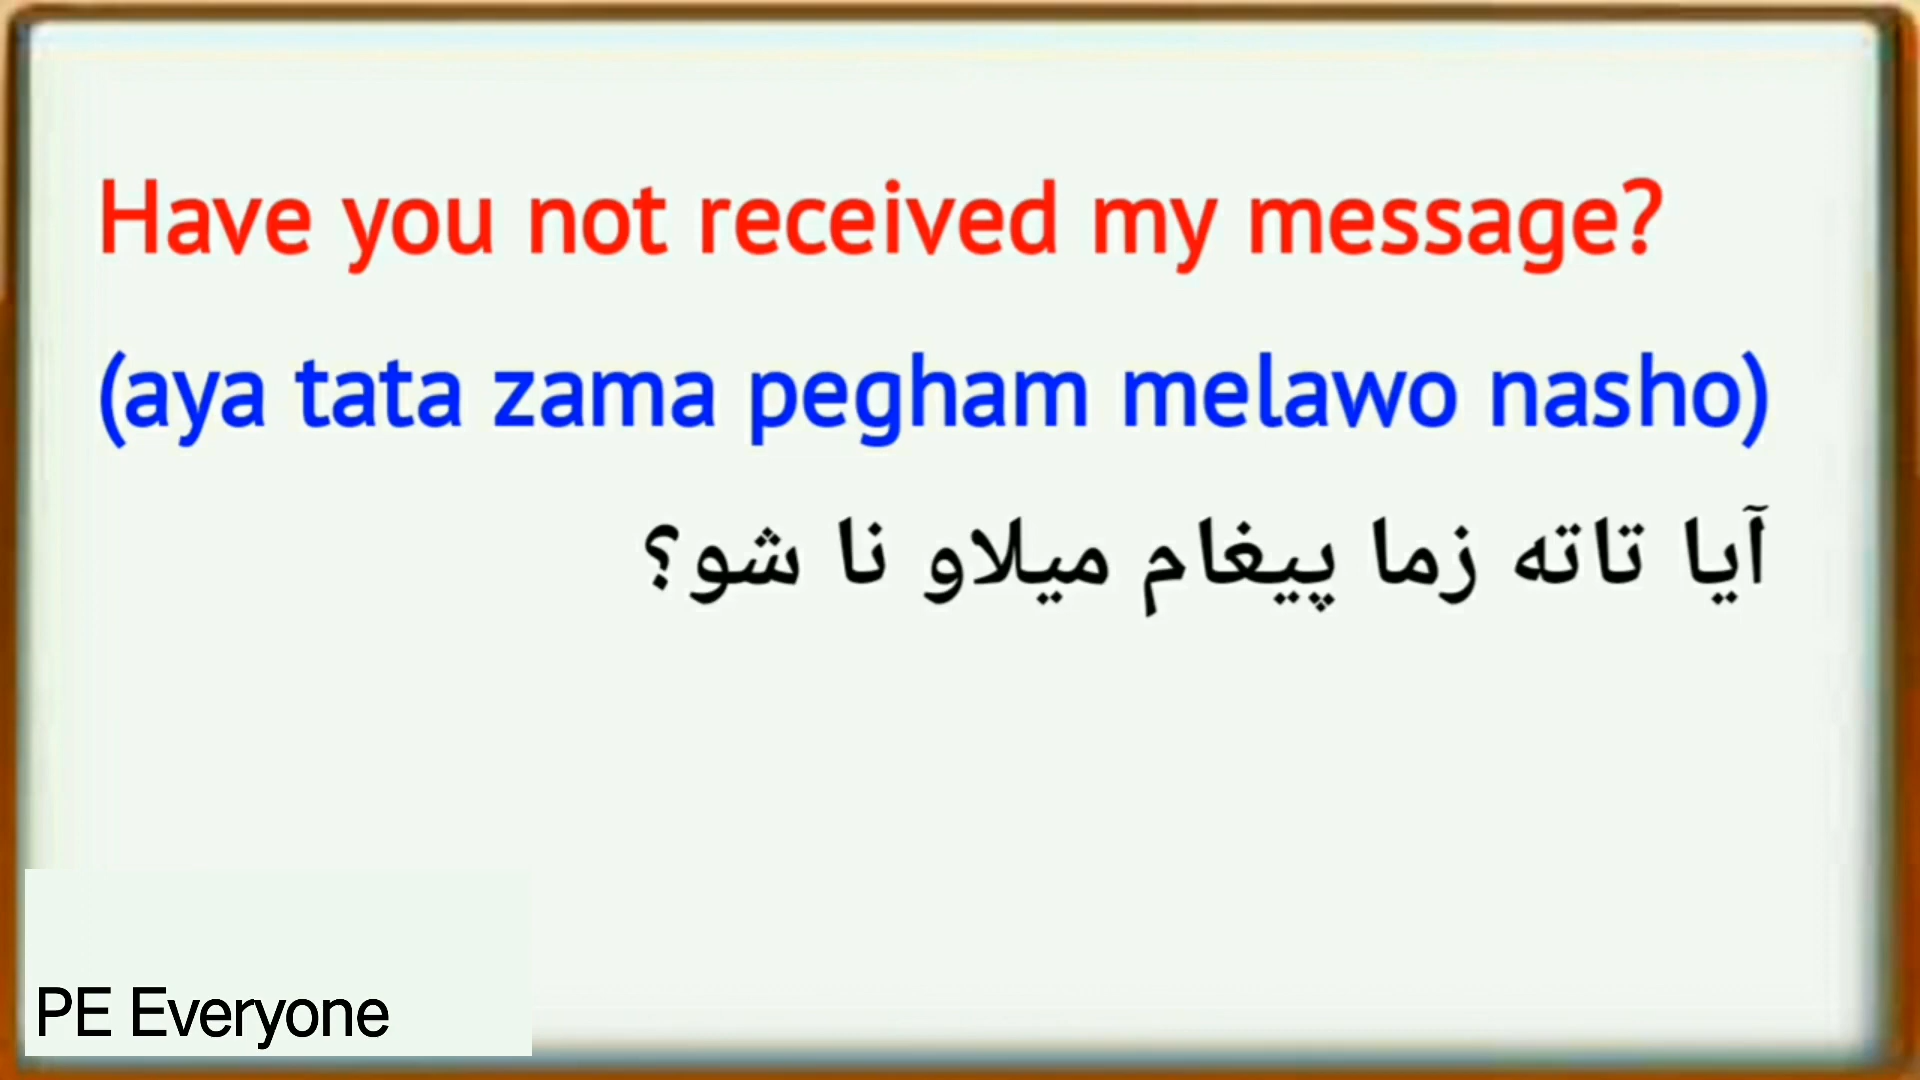 Have you not received my message?
(aya tata zama pegham melawo nasho)
آیا تاته زما پیغام میلاو نا شو؟
PE Everyone